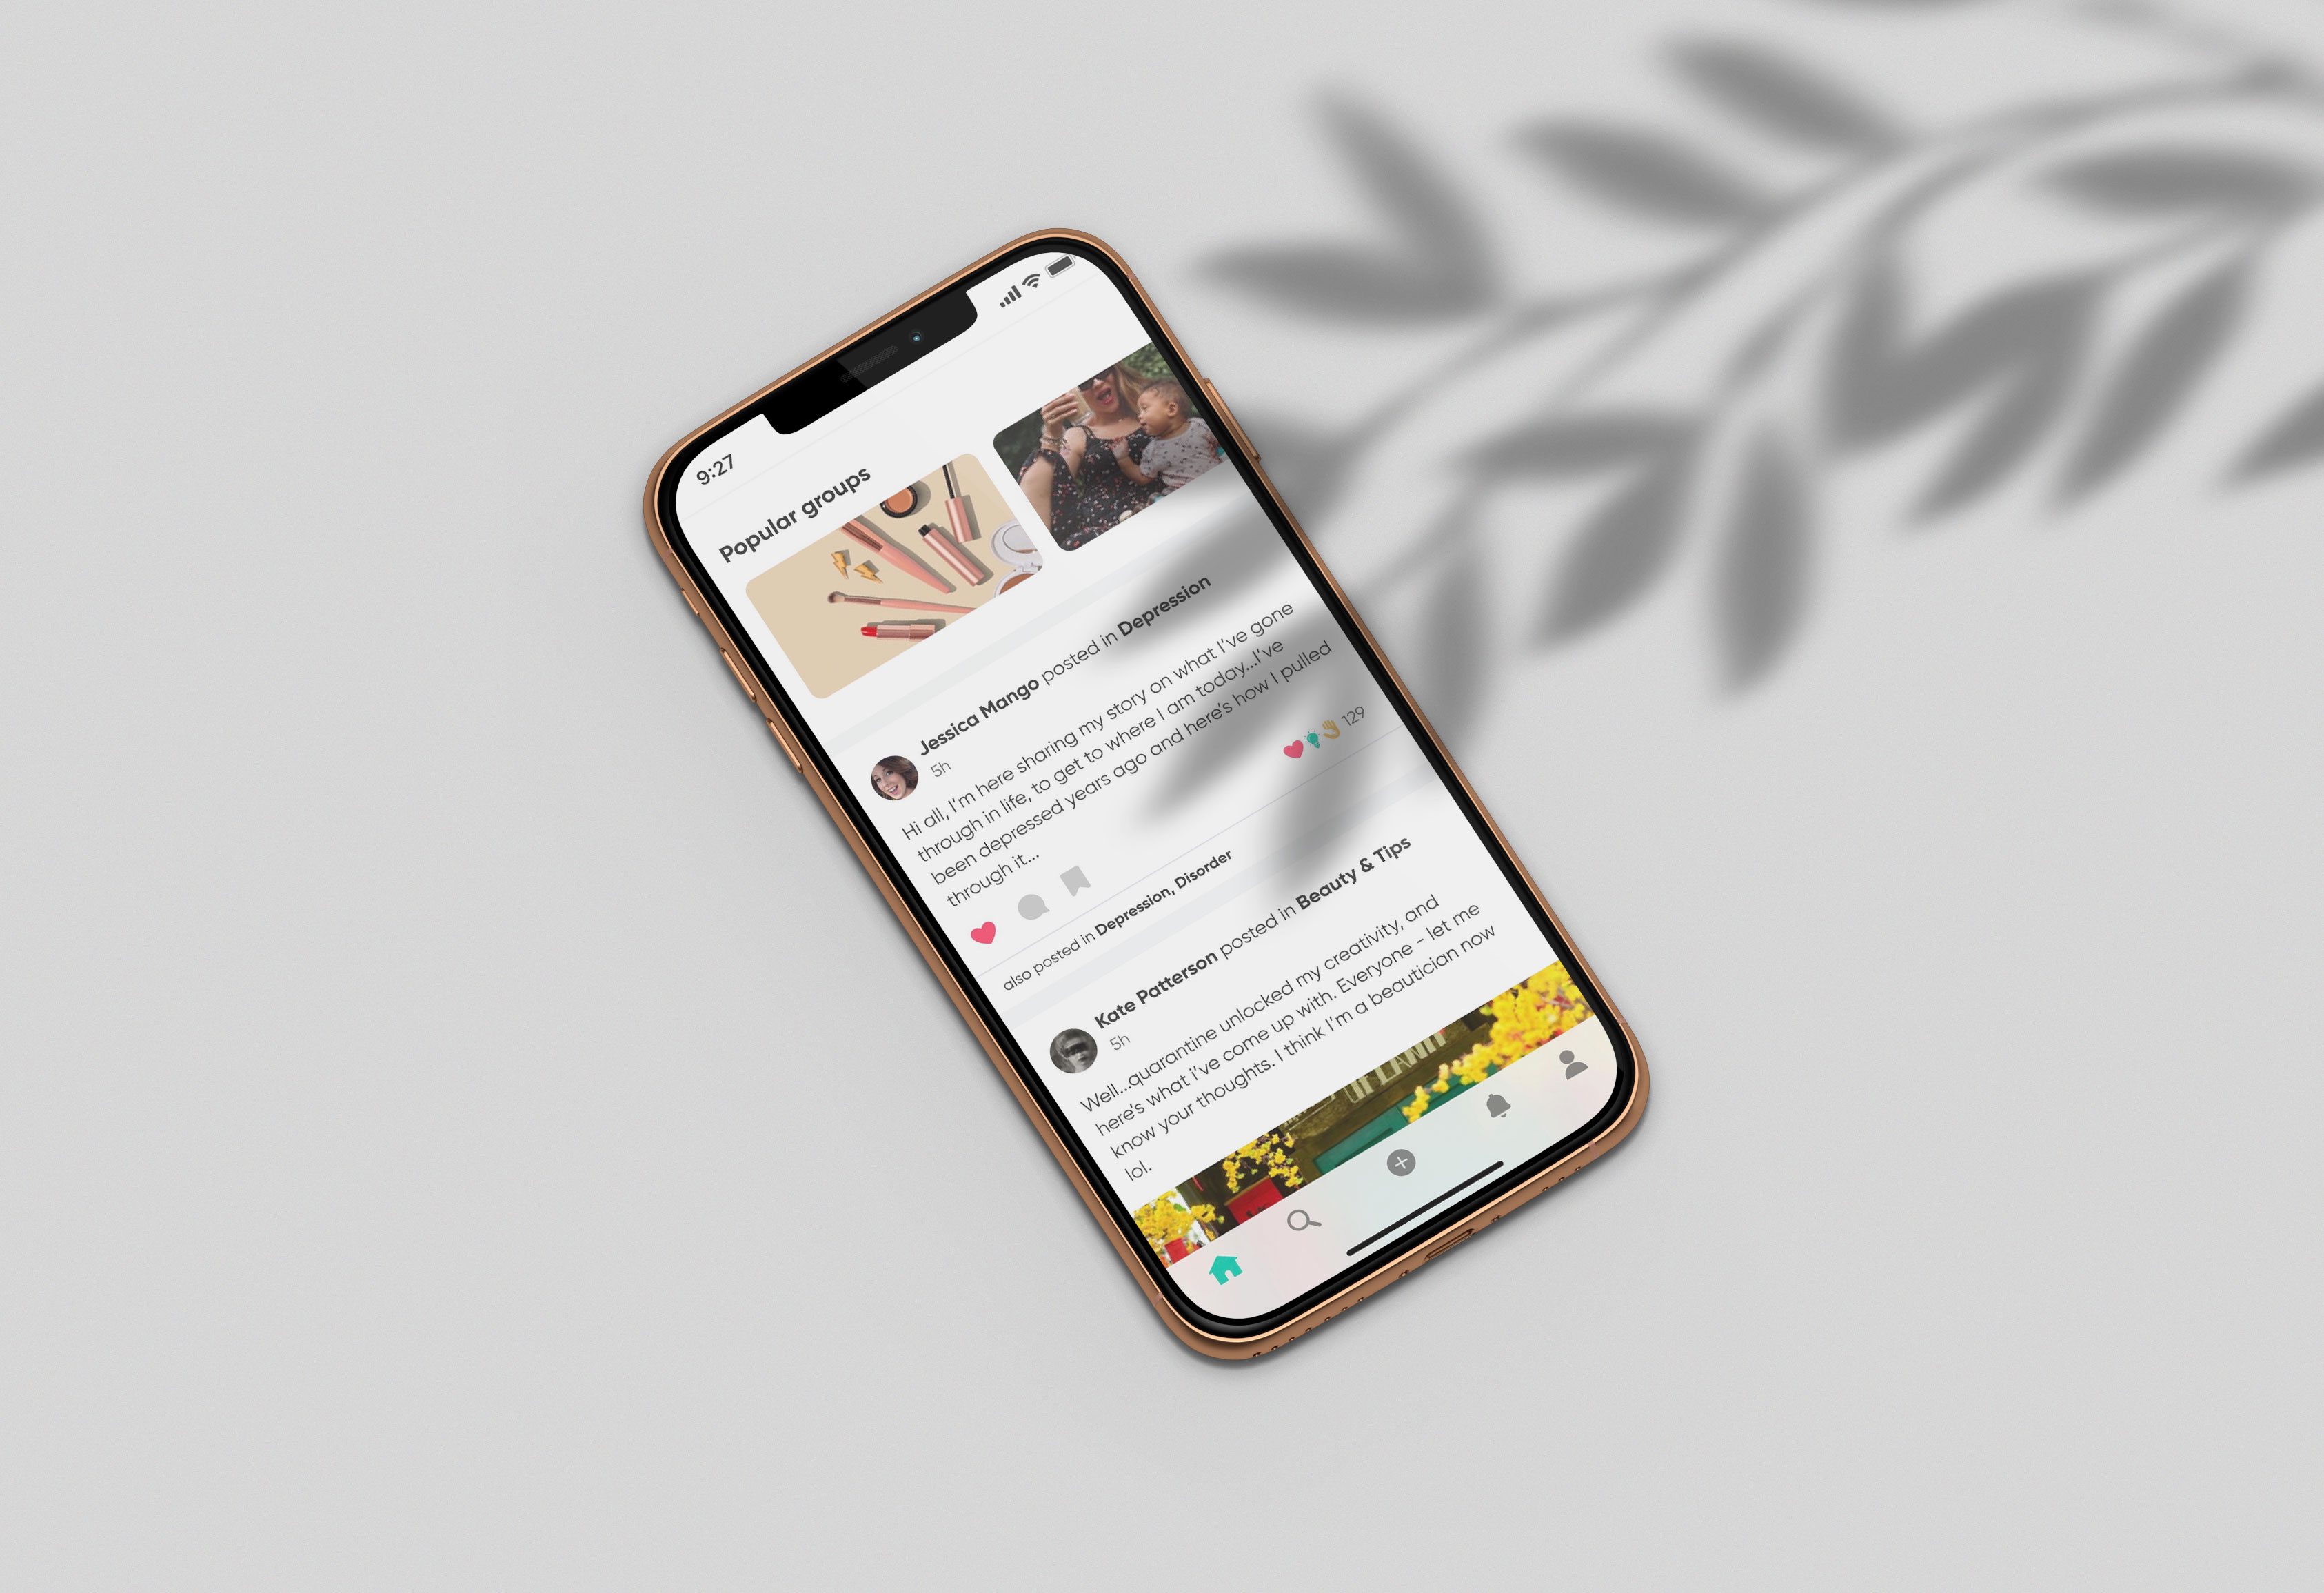 9:27
Popular groups
Jessica Mango posted in Depression
5h
Hi all, I'm here sharing my story on what I've gone
through in life, to get to where I am today...I've
been depressed years ago and here's how I pulled
through it...
129
also posted in Depression, Disorder
Kate Patterson posted in Beauty & Tips
5h
Well...quarantine unlocked my creativity, and
here's what i've come up with. Everyone - let me
know your thoughts. I think I'm a beautician now
lol.